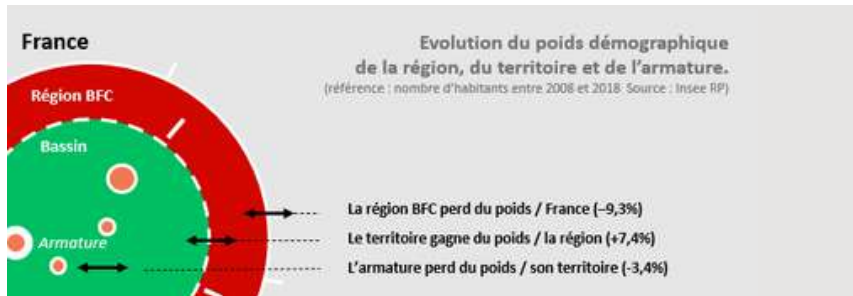 France
Evolution du poids démographique
de la région, du territoire et de l'armature.
(référence : nombre d'habitants entre 2008 et 2018 Source : Insee RP)
Région BFC
Bassin
La région BFC perd du poids / France (–9,3%)
Armature
Le territoire gagne du poids / la région (+7,4%)
L'armature perd du poids / son territoire (-3,4%)